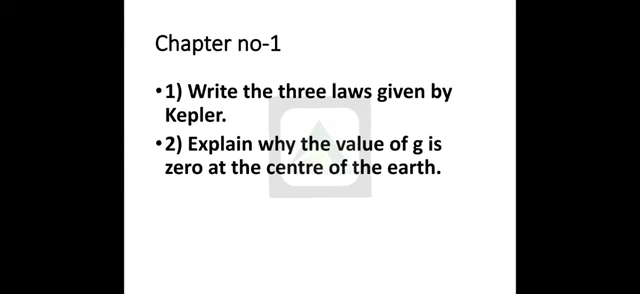 Chapter no-1
•1) Write the three laws given by
Kepler.
•2) Explain why the value of g is
zero at the centre of the earth.